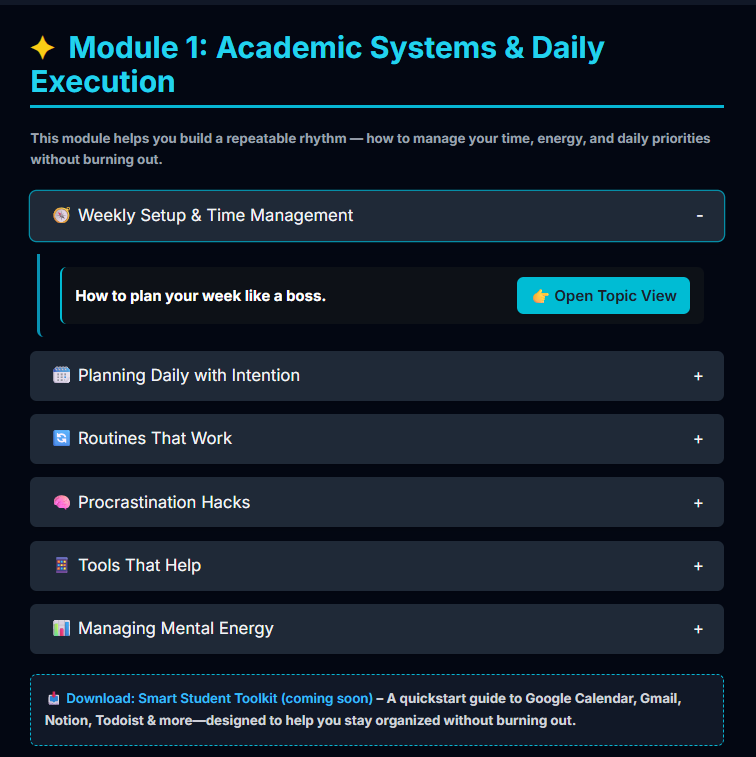 ✦ Module 1: Academic Systems & Daily
Execution
This module helps you build a repeatable rhythm — how to manage your time, energy, and daily priorities
without burning out.
🧭 Weekly Setup & Time Management -
How to plan your week like a boss. 👉 Open Topic View
🗓️ Planning Daily with Intention +
🔄 Routines That Work +
🧠 Procrastination Hacks +
🧮 Tools That Help +
📊 Managing Mental Energy +
📥 Download: Smart Student Toolkit (coming soon) – A quickstart guide to Google Calendar, Gmail,
Notion, Todoist & more—designed to help you stay organized without burning out.